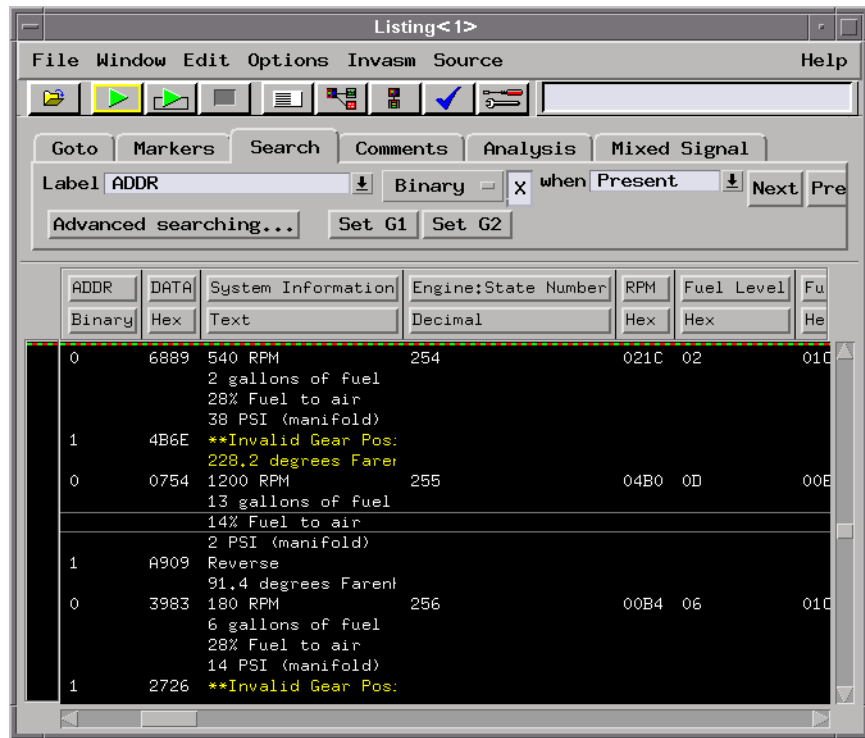 Listing<1>
File Window Edit Options Invasm Source Help
Goto Markers Search Comments Analysis Mixed Signal
Label ADDR Binary X when Present Next Pre
Advanced searching... Set G1 Set G2
ADDR DATA System Information Engine:State Number RPM Fuel Level Fu
Binary Hex Text Decimal Hex Hex He
0 6889 540 RPM 254 021C 02 01C
2 gallons of fuel
28% Fuel to air
38 PSI (manifold)
1 4B6E **Invalid Gear Pos
228.2 degrees Faren
0 0754 1200 RPM 255 04B0 0D 00E
13 gallons of fuel
14% Fuel to air
2 PSI (manifold)
1 A909 Reverse
91.4 degrees Faren
0 3983 180 RPM 256 00B4 06 01C
6 gallons of fuel
28% Fuel to air
14 PSI (manifold)
1 2726 **Invalid Gear Pos